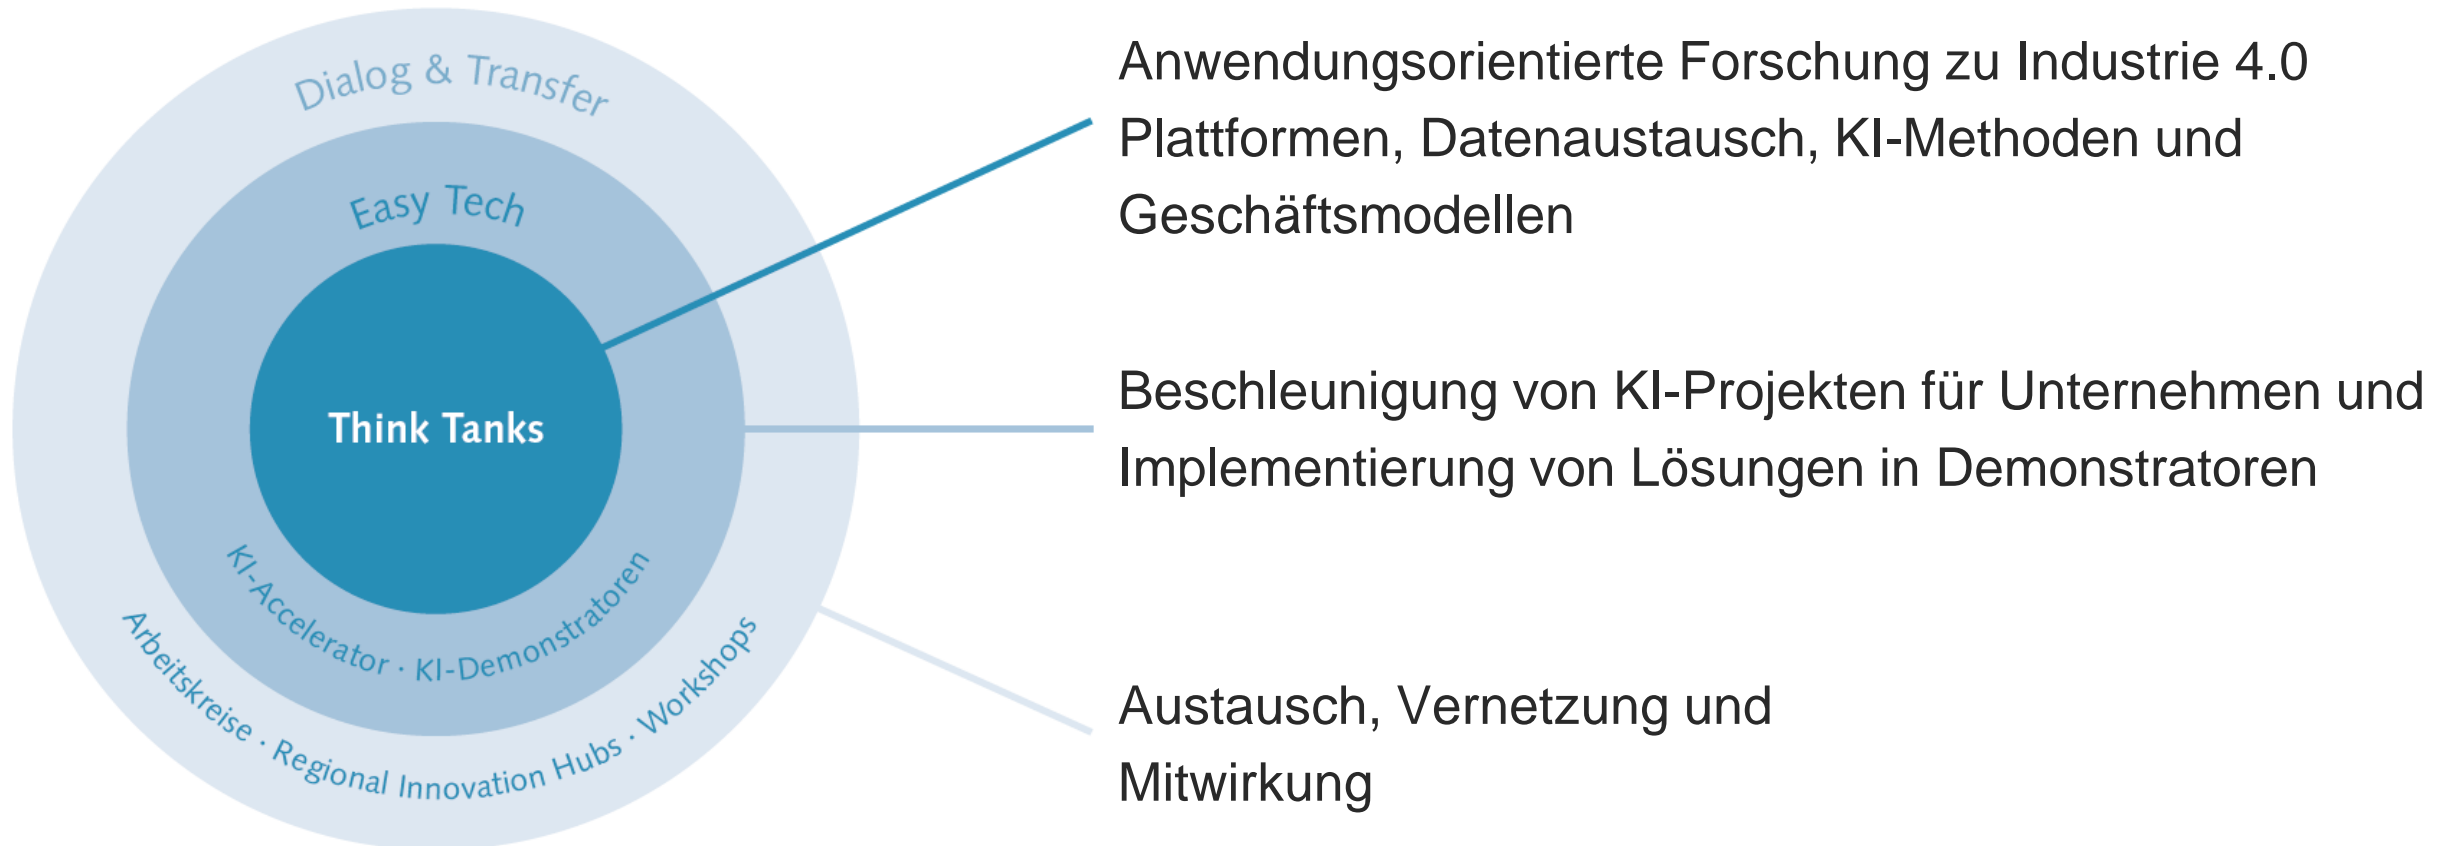 Dialog & Transfer
Easy Tech
Think Tanks
KI-Accelerator · KI-Demonstratoren
Arbeitskreise · Regional Innovation Hubs · Workshops
Anwendungsorientierte Forschung zu Industrie 4.0
Plattformen, Datenaustausch, KI-Methoden und
Geschäftsmodellen
Beschleunigung von KI-Projekten für Unternehmen und
Implementierung von Lösungen in Demonstratoren
Austausch, Vernetzung und
Mitwirkung